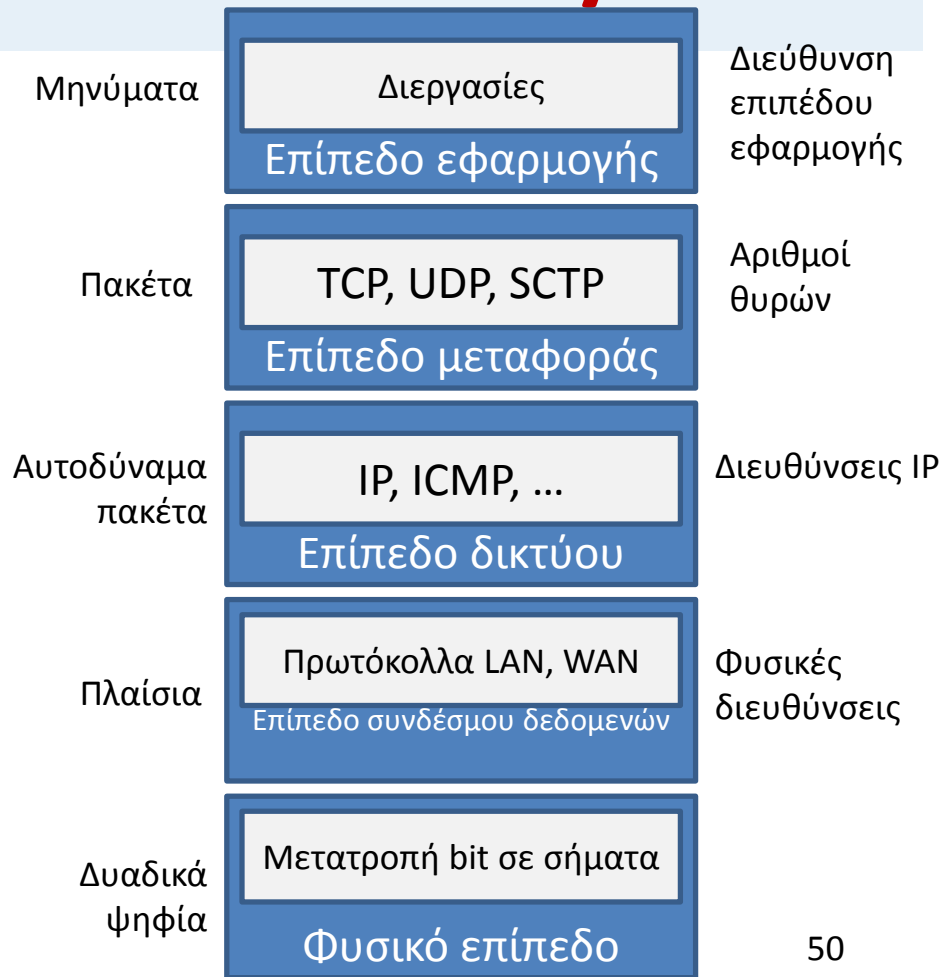 Μηνύματα
Διεργασίες
Επίπεδο εφαρμογής
Διεύθυνση
επιπέδου
εφαρμογής
Πακέτα
TCP, UDP, SCTP
Επίπεδο μεταφοράς
Αριθμοί
θυρών
Αυτοδύναμα
πακέτα
IP, ICMP, ...
Επίπεδο δικτύου
Διευθύνσεις IP
Πλαίσια
Πρωτόκολλα LAN, WAN
Επίπεδο συνδέσμου δεδομενών
Φυσικές
διευθύνσεις
Δυαδικά
ψηφία
Μετατροπή bit σε σήματα
Φυσικό επίπεδο
50